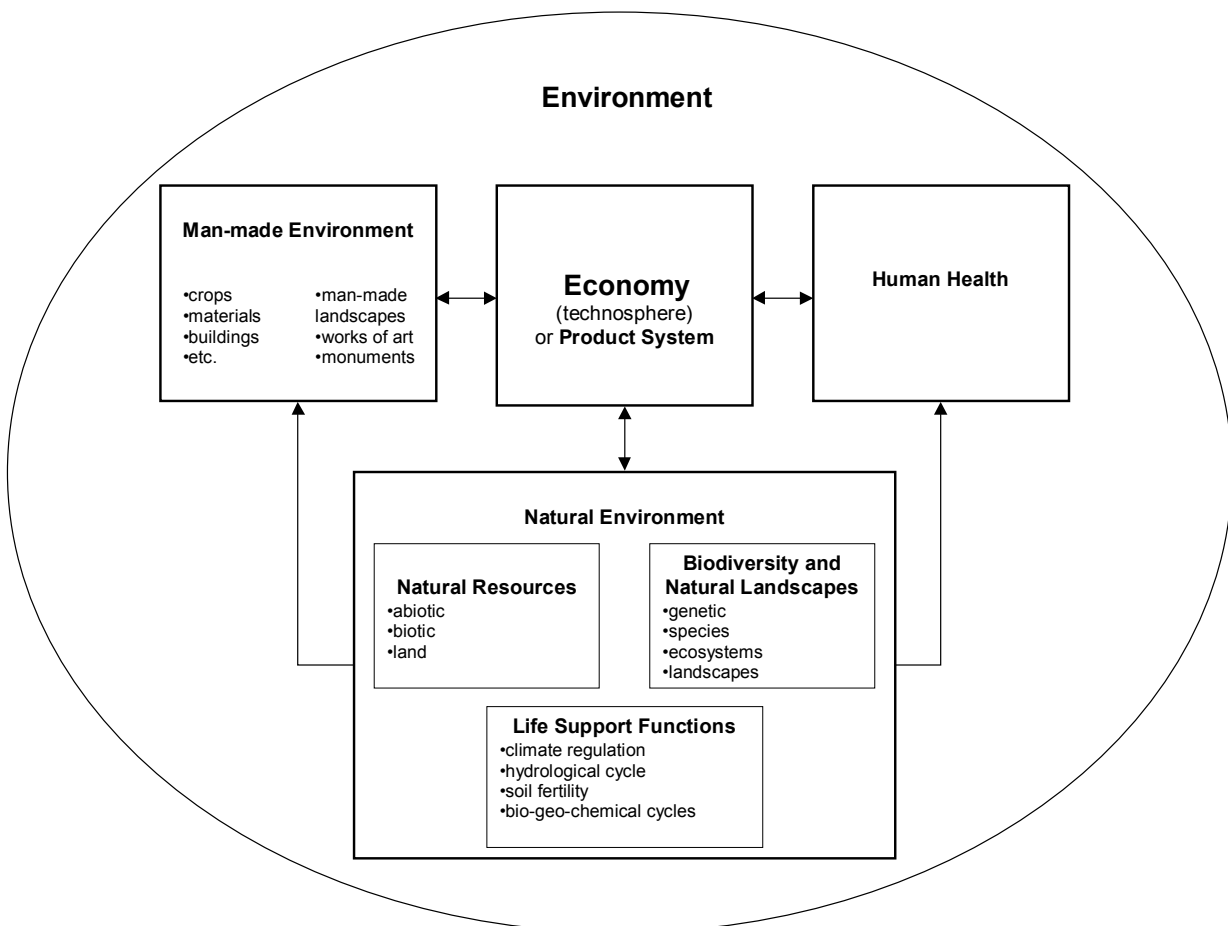 Environment
Man-made Environment
•crops
•materials
•buildings
•etc.
•man-made
landscapes
•works of art
•monuments
Economy
(technosphere)
or Product System
Human Health
Natural Environment
Natural Resources
•abiotic
•biotic
•land
Biodiversity and
Natural Landscapes
•genetic
•species
•ecosystems
•landscapes
Life Support Functions
•climate regulation
•hydrological cycle
•soil fertility
•bio-geo-chemical cycles